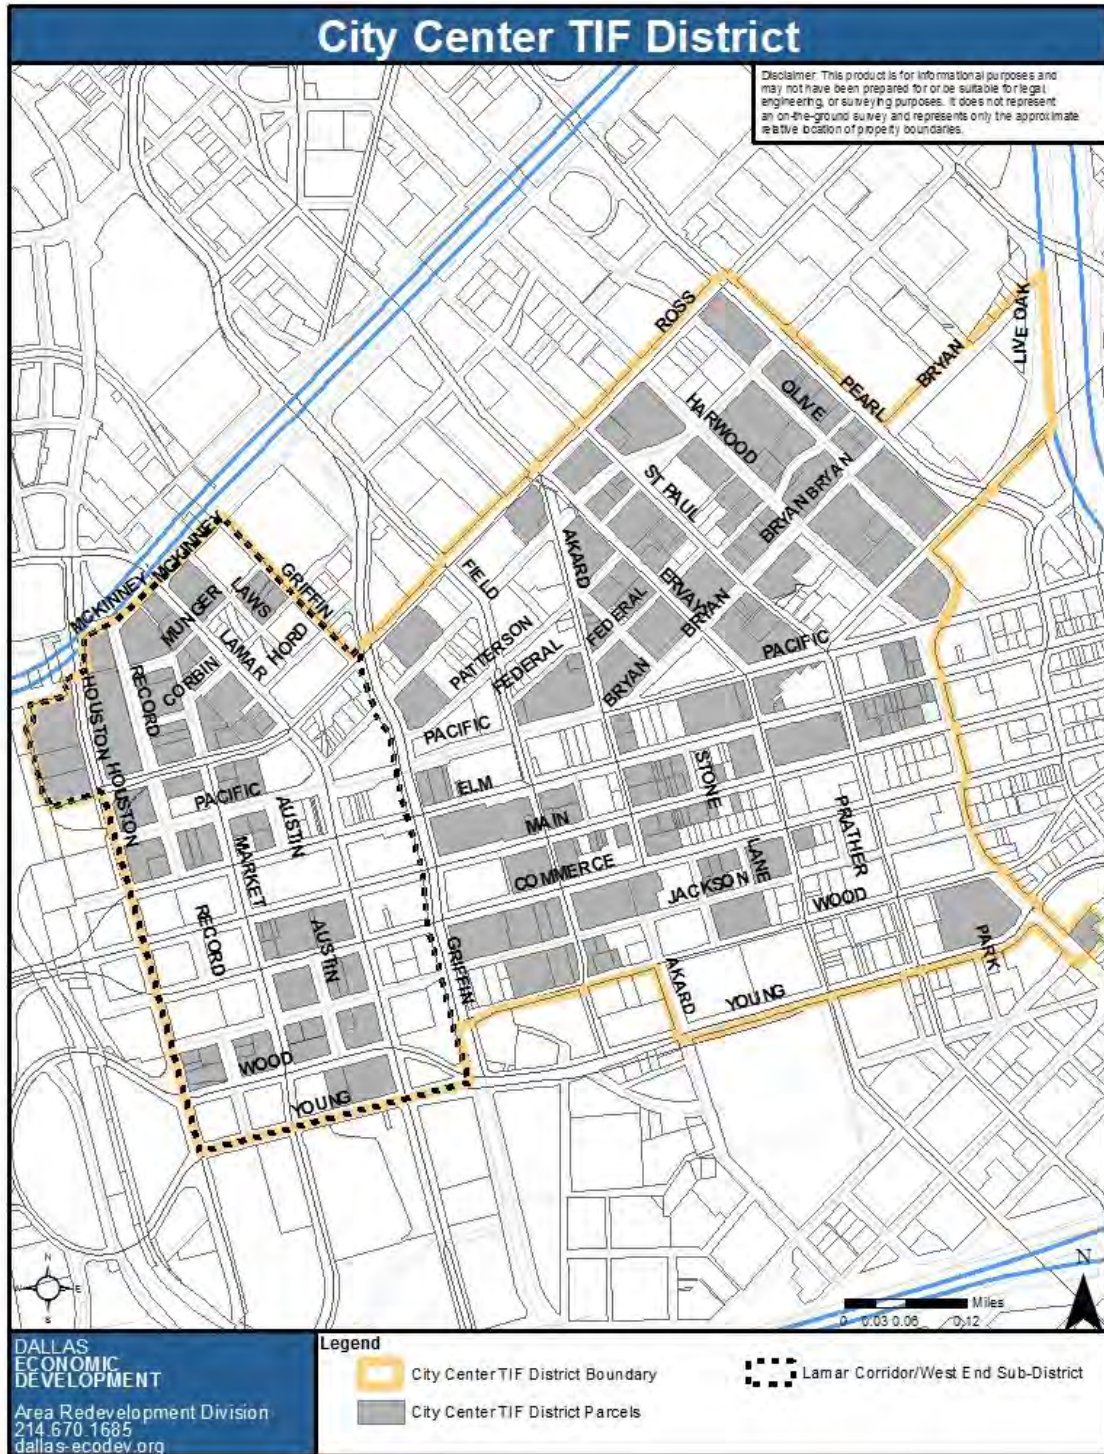 City Center TIF District
Disclaimer: This product is for informational purposes and
may not have been prepared for or be suitable for legal,
engineering, or surveying purposes. It does not represent
an on-the-ground survey and represents only the approximate
relative location of property boundaries.
ROSS
LIVE OAK
BRYAN
PEARL
OLIVE
HARWOOD
ST PAUL
BRYAN
BRYAN
MCKINNEY
MCKINNEY
GRIFFIN
FIELD
AKARD
ERVAY
BRYAN
LAWS
MUNGER
HORD
LAMAR
CORBIN
RECORD
PATTERSON
FEDERAL
FEDERAL
BRYAN
PACIFIC
HOUSTON
HOUSTON
PACIFIC
ELM
STONE
PACIFIC
AUSTIN
MAIN
PRATHER
MARKET
COMMERCE
LANE
JACKSON
WOOD
RECORD
AUSTIN
GRIFFIN
AKARD
YOUNG
PARK
WOOD
YOUNG
N
W
E
S
N
Miles
0 0.03 0.06 0.12
DALLAS
ECONOMIC
DEVELOPMENT
Area Redevelopment Division
214.670.1685
dallas-ecodev.org
Legend
City Center TIF District Boundary
Lamar Corridor/West End Sub-District
City Center TIF District Parcels